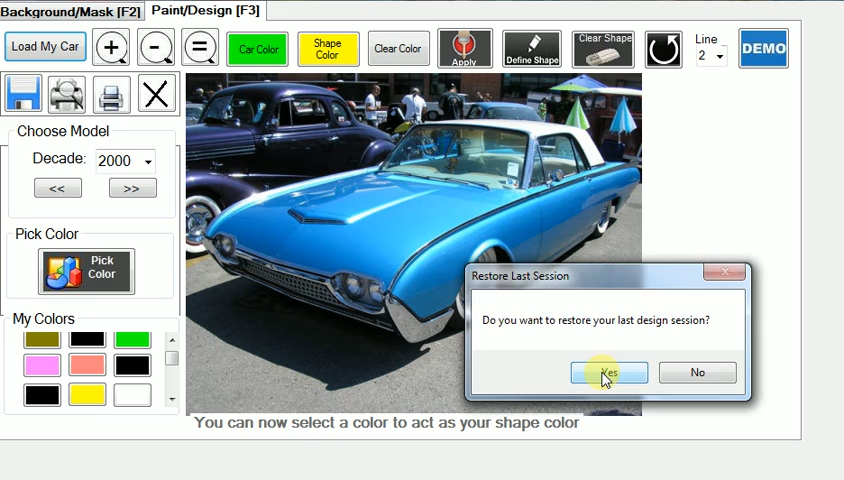 Background/Mask [F2]
Paint/Design [F3]
Load My Car
+
-
=
Car Color
Shape Color
Clear Color
Apply
Define Shape
Clear Shape
Line
2
DEMO
Choose Model
Decade: 2000
<<
>>
Pick Color
Pick Color
My Colors
Restore Last Session
Do you want to restore your last design session?
Yes
No
You can now select a color to act as your shape color